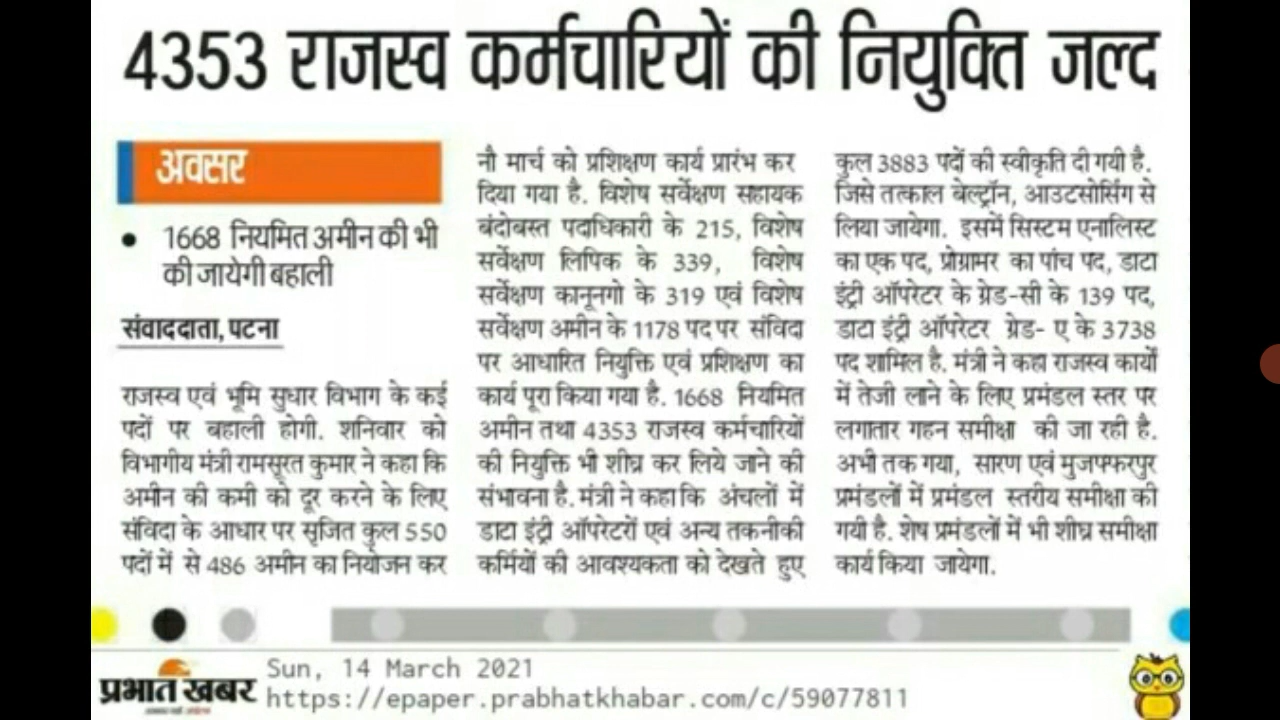 4353 राजस्व कर्मचारियों की नियुक्ति जल्द
अवसर
● 1668 नियमित अमीन की भी
की जायेगी बहाली
संवाददाता, पटना
राजस्व एवं भूमि सुधार विभाग के कई
पदों पर बहाली होगी. शनिवार को
विभागीय मंत्री रामसूरत कुमार ने कहा कि
अमीन की कमी को दूर करने के लिए
संविदा के आधार पर सृजित कुल 550
पदों में से 486 अमीन का नियोजन कर
नौ मार्च को प्रशिक्षण कार्य प्रारंभ कर
दिया गया है. विशेष सर्वेक्षण सहायक
बंदोबस्त पदाधिकारी के 215, विशेष
सर्वेक्षण लिपिक के 339, विशेष
सर्वेक्षण कानूनगो के 319 एवं विशेष
सर्वेक्षण अमीन के 1178 पद पर संविदा
पर आधारित नियुक्ति एवं प्रशिक्षण का
कार्य पूरा किया गया है. 1668 नियमित
अमीन तथा 4353 राजस्व कर्मचारियों
की नियुक्ति भी शीघ्र कर लिये जाने की
संभावना है. मंत्री ने कहा कि अंचलों में
डाटा इंट्री ऑपरेटरों एवं अन्य तकनीकी
कर्मियों की आवश्यकता को देखते हुए
कुल 3883 पदों की स्वीकृति दी गयी है.
जिसे तत्काल बेल्ट्रॉन, आउटसोर्सिंग से
लिया जायेगा. इसमें सिस्टम एनालिस्ट
का एक पद, प्रोग्रामर का पांच पद, डाटा
इंट्री ऑपरेटर के ग्रेड-सी के 139 पद,
डाटा इंट्री ऑपरेटर ग्रेड- ए के 3738
पद शामिल है. मंत्री ने कहा राजस्व कार्यों
में तेजी लाने के लिए प्रमंडल स्तर पर
लगातार गहन समीक्षा की जा रही है.
अभी तक गया, सारण एवं मुजफ्फरपुर
प्रमंडलों में प्रमंडल स्तरीय समीक्षा की
गयी है. शेष प्रमंडलों में भी शीघ्र समीक्षा
कार्य किया जायेगा.
प्रभात खबर
Sun, 14 March 2021
https://epaper.prabhatkhabar.com/c/59077811